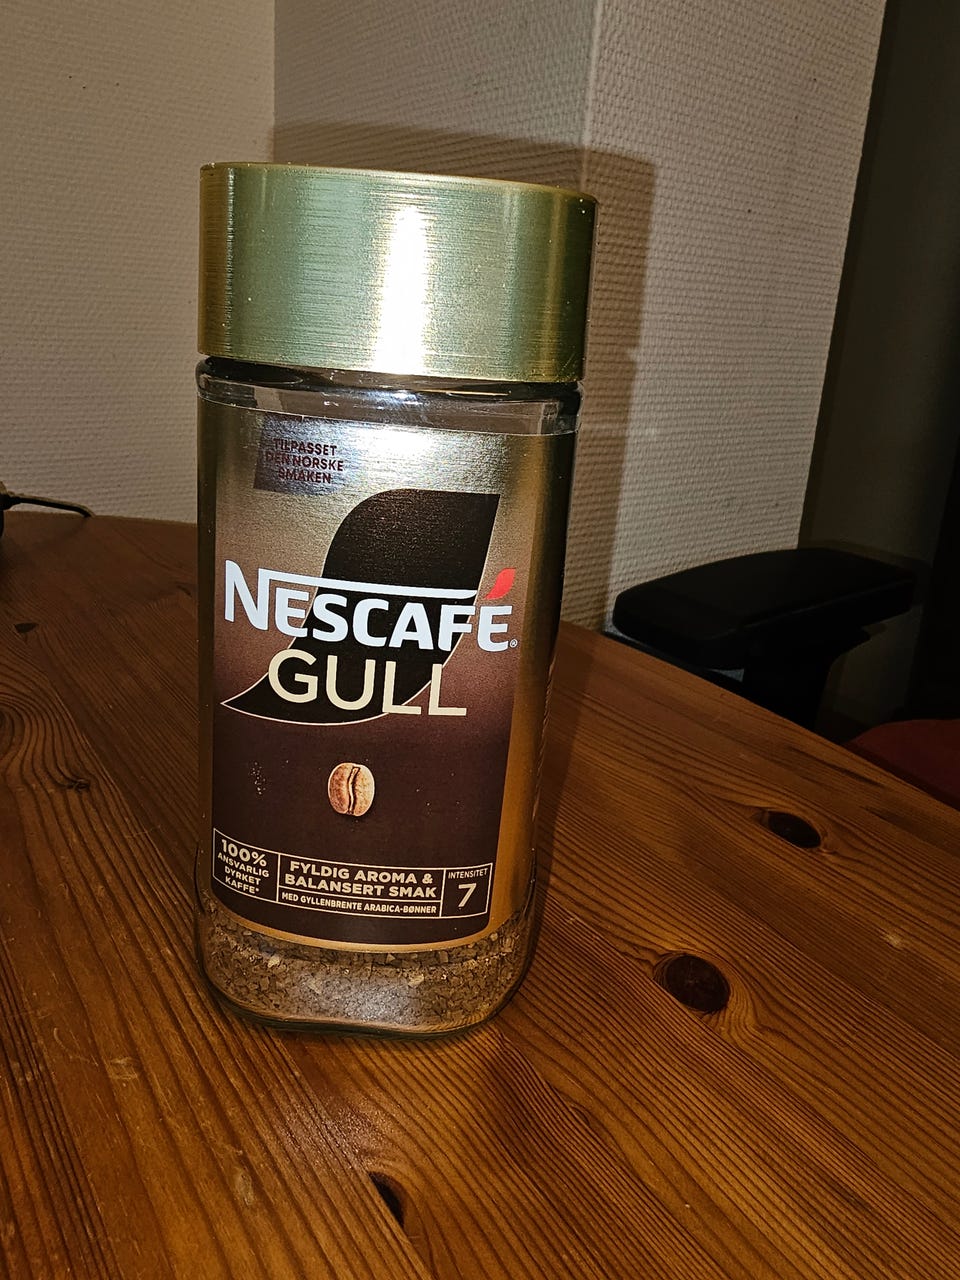 TILPASSET
DEN NORSKE
SMAKEN
NESCAFÉ®
GULL
100%
ANSVARLIG
DYRKET
KAFFE*
FYLDIG AROMA &
BALANSERT SMAK
MED GYLLENBRENTE ARABICA-BØNNER
INTENSITET
7